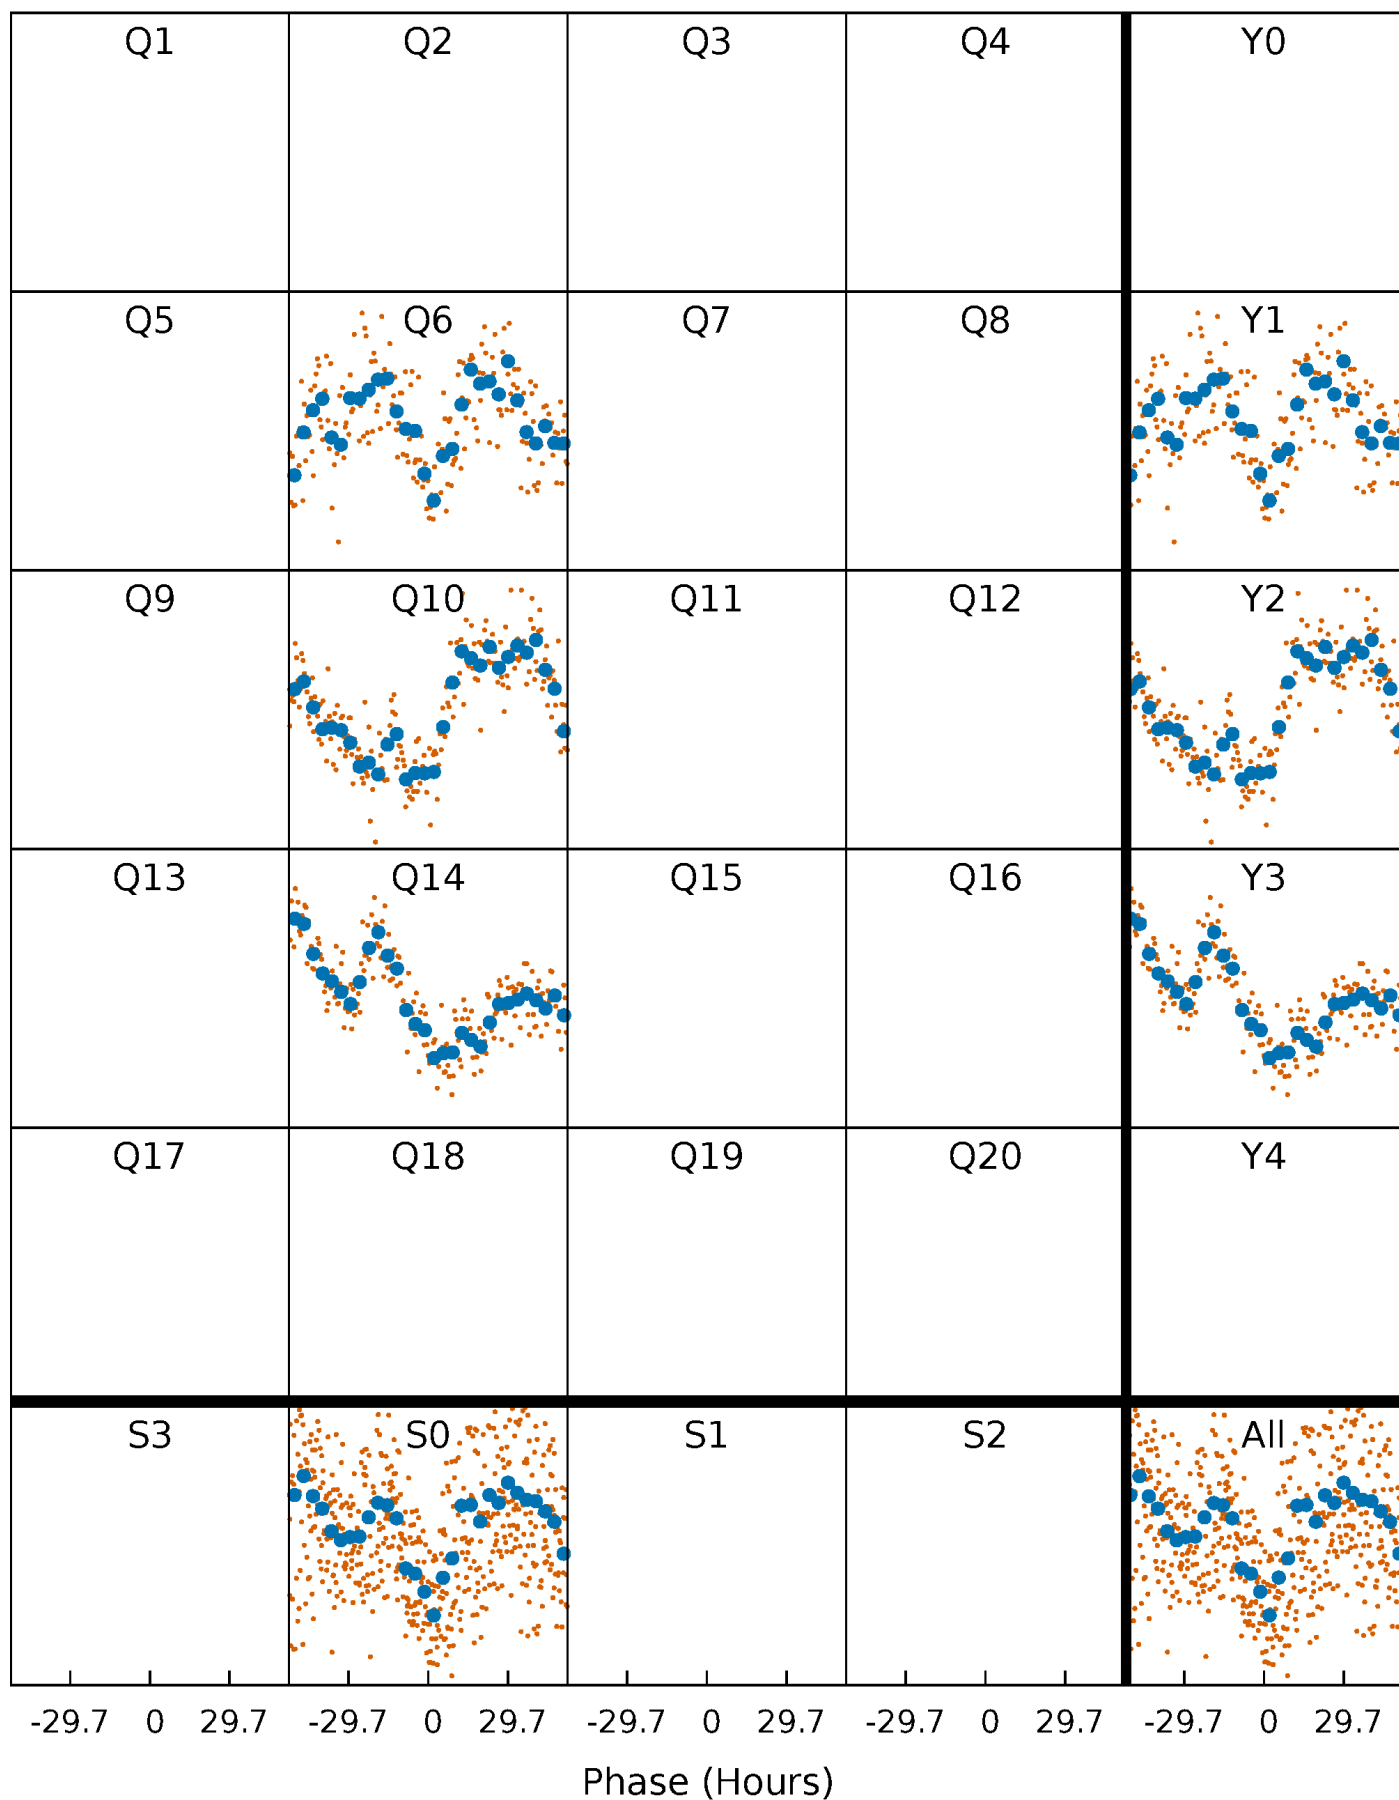 Q1 Q2 Q3 Q4 Y0
Q5 Q6 Q7 Q8 Y1
Q9 Q10 Q11 Q12 Y2
Q13 Q14 Q15 Q16 Y3
Q17 Q18 Q19 Q20 Y4
S3 S0 S1 S2 All
-29.7 0 29.7 -29.7 0 29.7 -29.7 0 29.7 -29.7 0 29.7 -29.7 0 29.7
Phase (Hours)